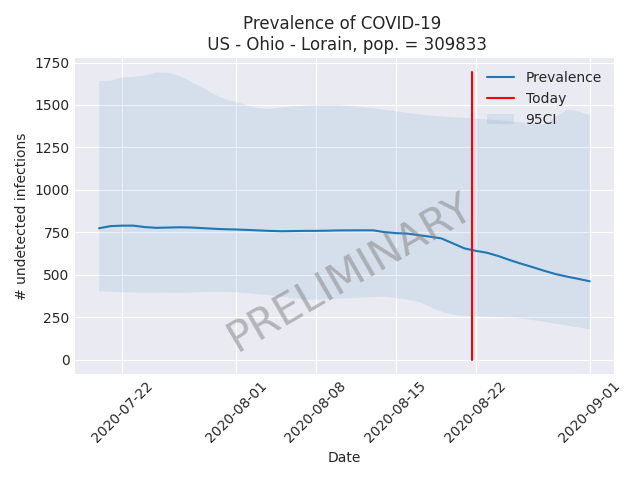 Prevalence of COVID-19
US - Ohio - Lorain, pop. = 309833
1750
1500
1250
1000
750
500
250
0
# undetected infections
Prevalence
Today
95CI
PRELIMINARY
2020-07-22
2020-08-01
2020-08-08
2020-08-15
2020-08-22
2020-09-01
Date